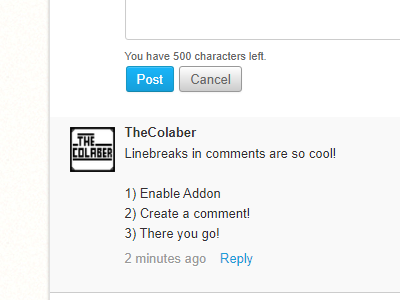 You have 500 characters left.
Post Cancel
THE
COLABER
TheColaber
Linebreaks in comments are so cool!
1) Enable Addon
2) Create a comment!
3) There you go!
2 minutes ago Reply